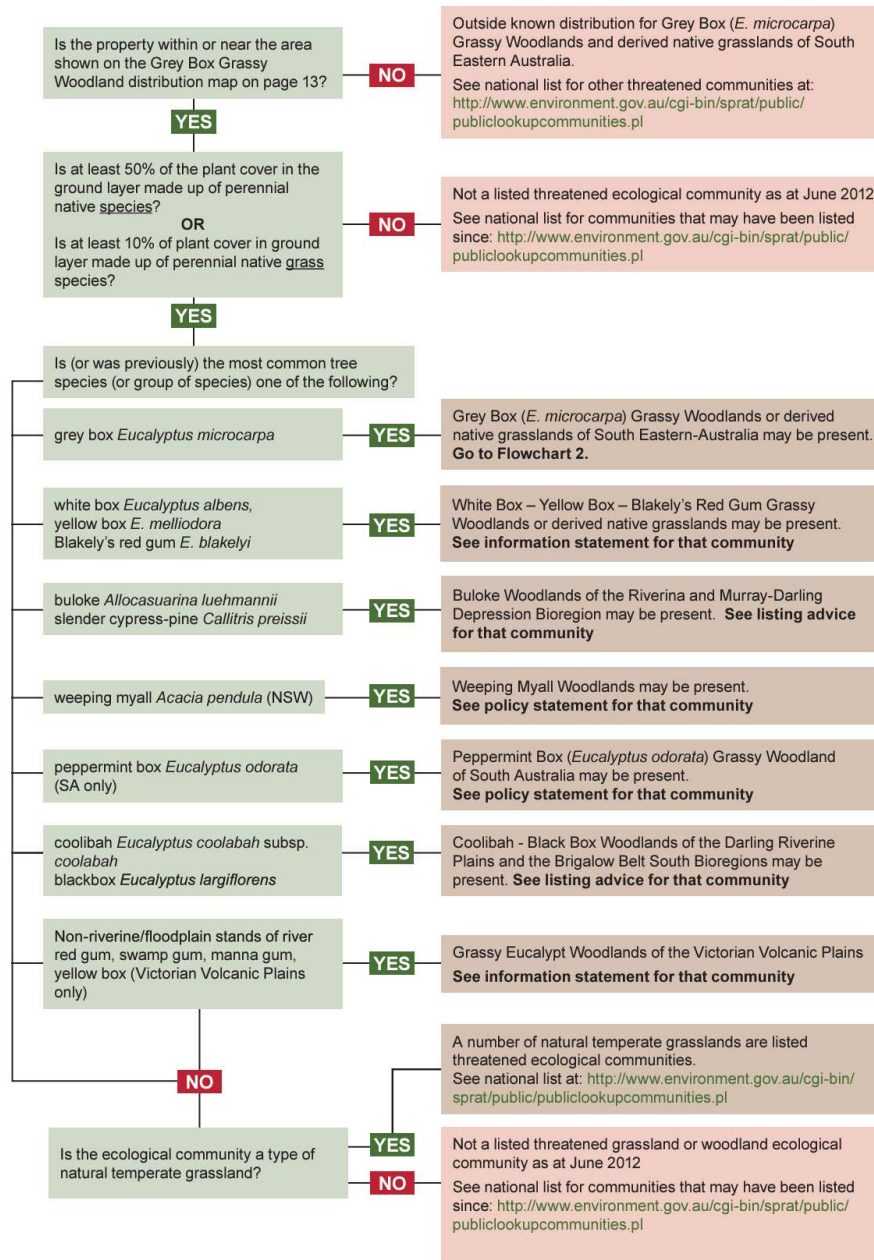 Is the property within or near the area
shown on the Grey Box Grassy
Woodland distribution map on page 13?
NO
Outside known distribution for Grey Box (E. microcarpa)
Grassy Woodlands and derived native grasslands of South
Eastern Australia.
See national list for other threatened communities at:
http://www.environment.gov.au/cgi-bin/sprat/public/
publiclookupcommunities.pl
YES
Is at least 50% of the plant cover in the
ground layer made up of perennial
native species?
OR
Is at least 10% of plant cover in ground
layer made up of perennial native grass
species?
NO
Not a listed threatened ecological community as at June 2012
See national list for communities that may have been listed
since: http://www.environment.gov.au/cgi-bin/sprat/public/
publiclookupcommunities.pl
YES
Is (or was previously) the most common tree
species (or group of species) one of the following?
grey box Eucalyptus microcarpa
YES
Grey Box (E. microcarpa) Grassy Woodlands or derived
native grasslands of South Eastern-Australia may be present.
Go to Flowchart 2.
white box Eucalyptus albens,
yellow box E. melliodora
Blakely's red gum E. blakelyi
YES
White Box – Yellow Box – Blakely's Red Gum Grassy
Woodlands or derived native grasslands may be present.
See information statement for that community
buloke Allocasuarina luehmannii
slender cypress-pine Callitris preissii
YES
Buloke Woodlands of the Riverina and Murray-Darling
Depression Bioregion may be present. See listing advice
for that community
weeping myall Acacia pendula (NSW)
YES
Weeping Myall Woodlands may be present.
See policy statement for that community
peppermint box Eucalyptus odorata
(SA only)
YES
Peppermint Box (Eucalyptus odorata) Grassy Woodland
of South Australia may be present.
See policy statement for that community
coolibah Eucalyptus coolabah subsp.
coolabah
blackbox Eucalyptus largiflorens
YES
Coolibah - Black Box Woodlands of the Darling Riverine
Plains and the Brigalow Belt South Bioregions may be
present. See listing advice for that community
Non-riverine/floodplain stands of river
red gum, swamp gum, manna gum,
yellow box (Victorian Volcanic Plains
only)
YES
Grassy Eucalypt Woodlands of the Victorian Volcanic Plains
See information statement for that community
NO
A number of natural temperate grasslands are listed
threatened ecological communities.
See national list at: http://www.environment.gov.au/cgi-bin/
sprat/public/publiclookupcommunities.pl
Is the ecological community a type of
natural temperate grassland?
YES
NO
Not a listed threatened grassland or woodland ecological
community as at June 2012
See national list for communities that may have been listed
since: http://www.environment.gov.au/cgi-bin/sprat/public/
publiclookupcommunities.pl